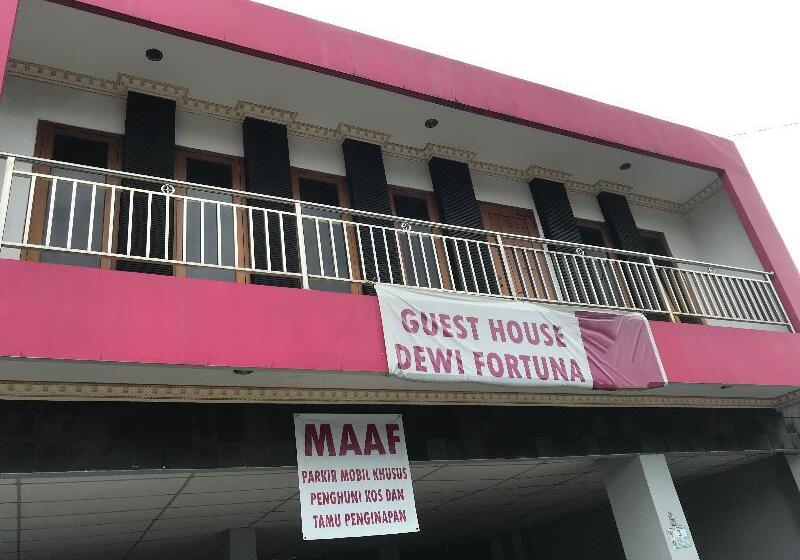 GUEST HOUSE
DEWI FORTUNA
MAAF
PARKIR MOBIL KHUSUS
PENGHUNI KOS DAN
TAMU PENGINAPAN